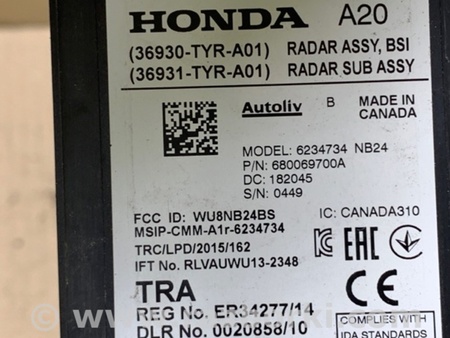 HONDA A20
(36930-TYR-A01) RADAR ASSY, BSI
(36931-TYR-A01) RADAR SUB ASSY
Autoliv B MADE IN
CANADA
MODEL: 6234734 NB24
P/N: 680069700A
DC: 182045
S/N: 0449
FCC ID: WU8NB24BS IC: CANADA310
MSIP-CMM-A1r-6234734
TRC/LPD/2015/162
IFT No. RLVAUWU13-2348
EAC
TRA
REG No. ER34277/14
DLR No. 0020858/10
COMPLIES WITH
IDA STANDARDS